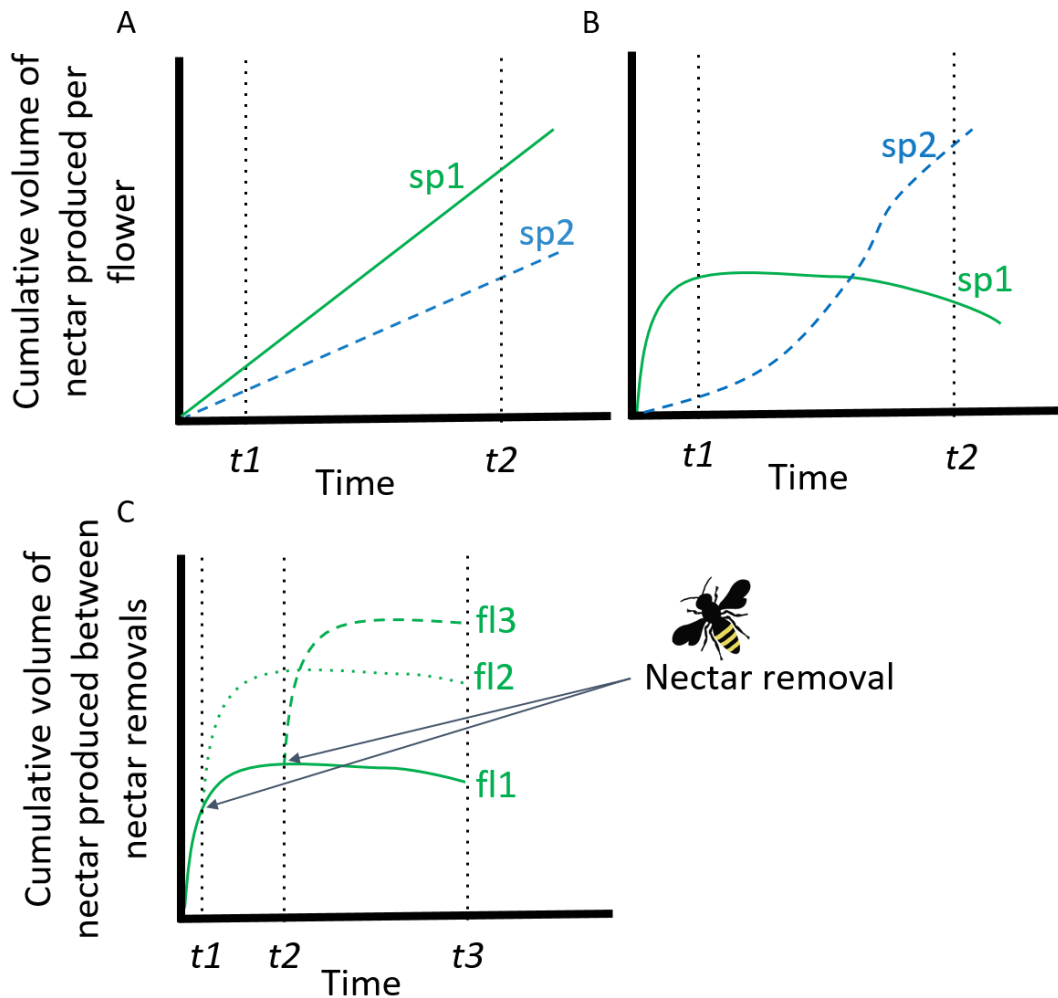 A
Cumulative volume of
nectar produced per
flower
sp1
sp2
t1
t2
Time
B
sp2
sp1
t1
t2
Time
C
Cumulative volume of
nectar produced between
nectar removals
fl3
fl2
fl1
Nectar removal
t1
t2
t3
Time